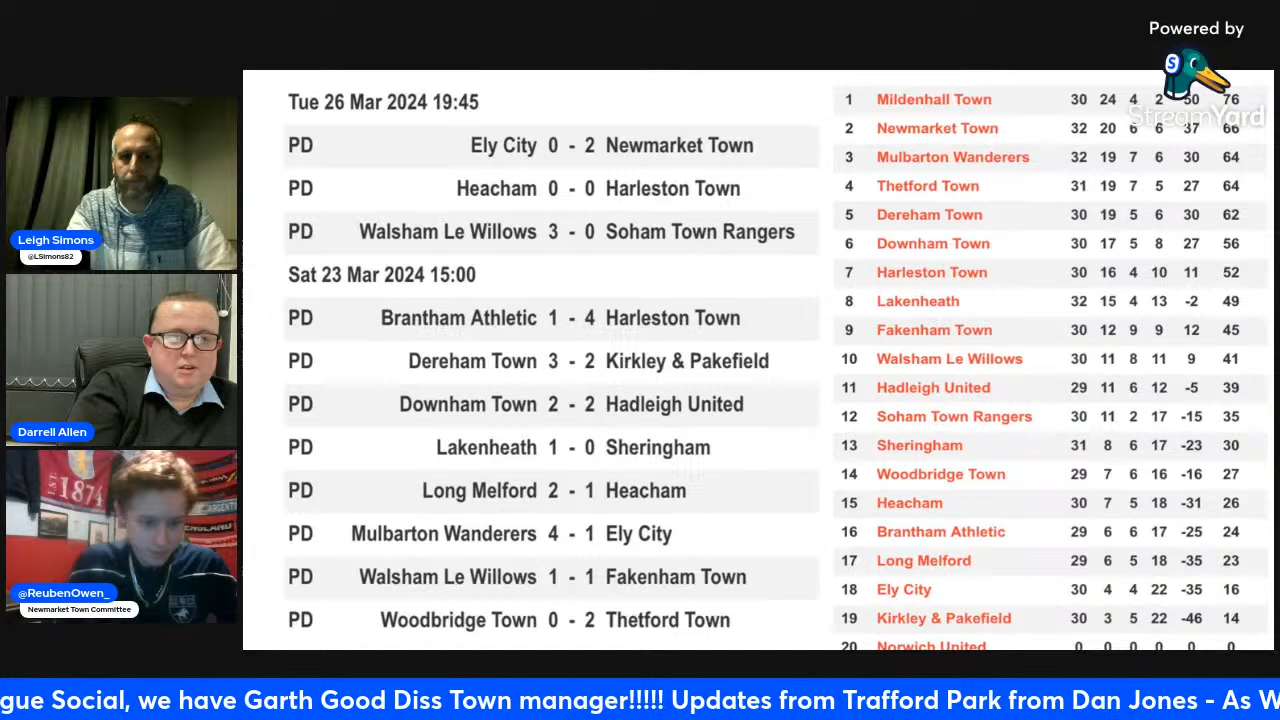 Powered by
StreamYard
Leigh Simons
@LSimons82
Darrell Allen
1874
ENGLAND
@ReubenOwen_
Newmarket Town Committee
Tue 26 Mar 2024 19:45
PD Ely City 0 - 2 Newmarket Town
PD Heacham 0 - 0 Harleston Town
PD Walsham Le Willows 3 - 0 Soham Town Rangers
Sat 23 Mar 2024 15:00
PD Brantham Athletic 1 - 4 Harleston Town
PD Dereham Town 3 - 2 Kirkley & Pakefield
PD Downham Town 2 - 2 Hadleigh United
PD Lakenheath 1 - 0 Sheringham
PD Long Melford 2 - 1 Heacham
PD Mulbarton Wanderers 4 - 1 Ely City
PD Walsham Le Willows 1 - 1 Fakenham Town
PD Woodbridge Town 0 - 2 Thetford Town
1 Mildenhall Town 30 24 4 2 50 76
2 Newmarket Town 32 20 6 6 37 66
3 Mulbarton Wanderers 32 19 7 6 30 64
4 Thetford Town 31 19 7 5 27 64
5 Dereham Town 30 19 5 6 30 62
6 Downham Town 30 17 5 8 27 56
7 Harleston Town 30 16 4 10 11 52
8 Lakenheath 32 15 4 13 -2 49
9 Fakenham Town 30 12 9 9 12 45
10 Walsham Le Willows 30 11 8 11 9 41
11 Hadleigh United 29 11 6 12 -5 39
12 Soham Town Rangers 30 11 2 17 -15 35
13 Sheringham 31 8 6 17 -23 30
14 Woodbridge Town 29 7 6 16 -16 27
15 Heacham 30 7 5 18 -31 26
16 Brantham Athletic 29 6 6 17 -25 24
17 Long Melford 29 6 5 18 -35 23
18 Ely City 30 4 4 22 -35 16
19 Kirkley & Pakefield 30 3 5 22 -46 14
20 Norwich United 0 0 0 0 0
gue Social, we have Garth Good Diss Town manager!!!!! Updates from Trafford Park from Dan Jones - As W